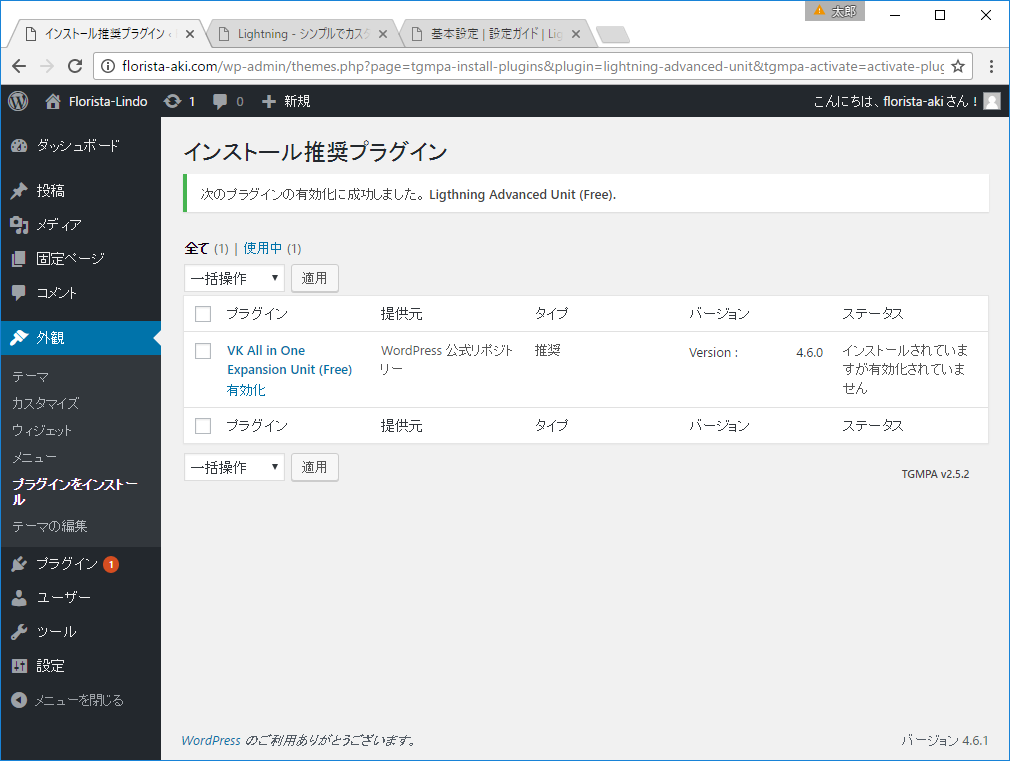 太郎
インストール推奨プラグイン ‹
Lightning - シンプルでカス
基本設定 | 設定ガイド | Lig
florista-aki.com/wp-admin/themes.php?page=tgmpa-install-plugins&plugin=lightning-advanced-unit&tgmpa-activate=activate-plug
Florista-Lindo 1 0 新規
こんにちは、florista-aki さん！
ダッシュボード
投稿
メディア
固定ページ
コメント
外観
テーマ
カスタマイズ
ウィジェット
メニュー
プラグインをインストー
ル
テーマの編集
プラグイン 1
ユーザー
ツール
設定
メニューを閉じる
インストール推奨プラグイン
次のプラグインの有効化に成功しました。 Ligthning Advanced Unit (Free).
全て (1) | 使用中 (1)
一括操作 適用
プラグイン 提供元 タイプ バージョン ステータス
VK All in One
Expansion Unit (Free)
有効化
WordPress 公式リポジト
リー
推奨
Version : 4.6.0
インストールされていま
すが有効化されていま
せん
プラグイン 提供元 タイプ バージョン ステータス
一括操作 適用
TGMPA v2.5.2
WordPress のご利用ありがとうございます。
バージョン 4.6.1